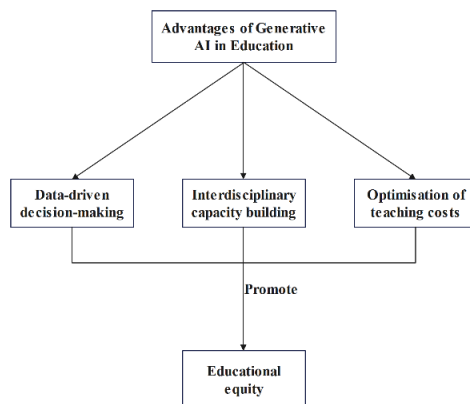 Advantages of Generative
AI in Education
Data-driven
decision-making
Interdisciplinary
capacity building
Optimisation of
teaching costs
Promote
Educational
equity